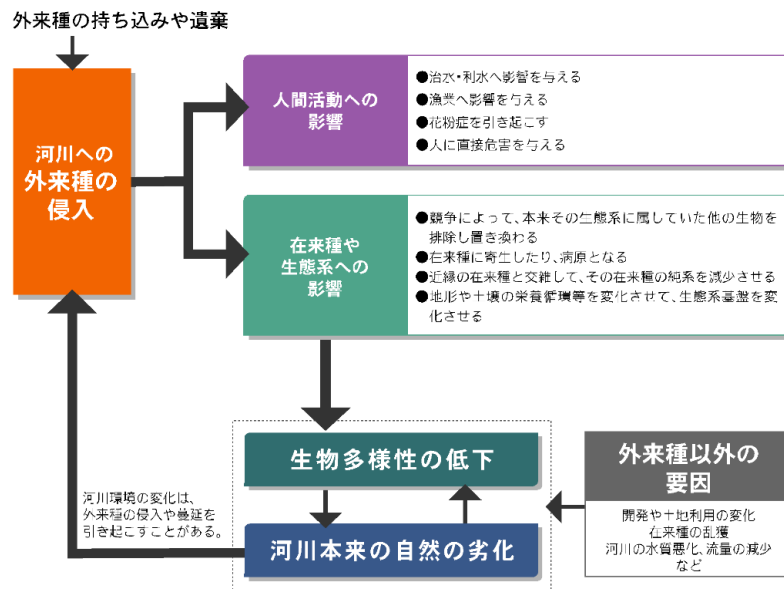 外来種の持ち込みや遺棄
河川への
外来種の
侵入
人間活動への
影響
●治水・利水へ影響を与える
●漁業へ影響を与える
●花粉症を引き起こす
●人に直接危害を与える
在来種や
生態系への
影響
●競争によって、本来その生態系に属していた他の生物を
排除し置き換わる
●在来種に寄生したり、病原となる
●近縁の在来種と交雑して、その在来種の純系を減少させる
●地形や土壌の栄養循環等を変化させて、生態系基盤を変
化させる
生物多様性の低下
河川本来の自然の劣化
河川環境の変化は、
外来種の侵入や蔓延を
引き起こすことがある。
外来種以外の
要因
開発や土地利用の変化
在来種の乱獲
河川の水質悪化、流量の減少
など